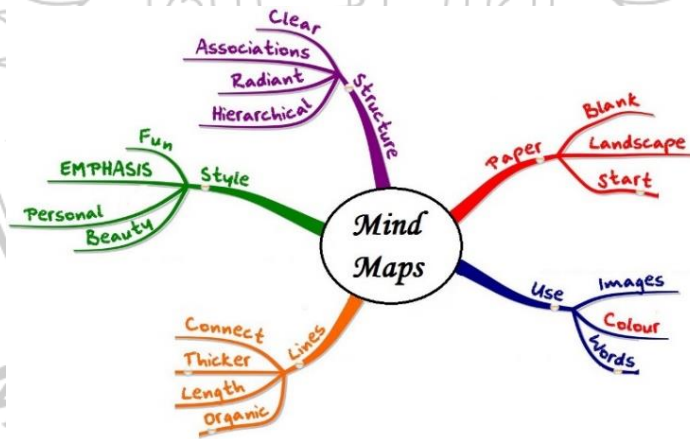 Mind
Maps
Paper
Blank
Landscape
Start
Use
Images
Colour
Words
Lines
Connect
Thicker
Length
Organic
Style
Fun
EMPHASIS
Personal
Beauty
Structure
Clear
Associations
Radiant
Hierarchical